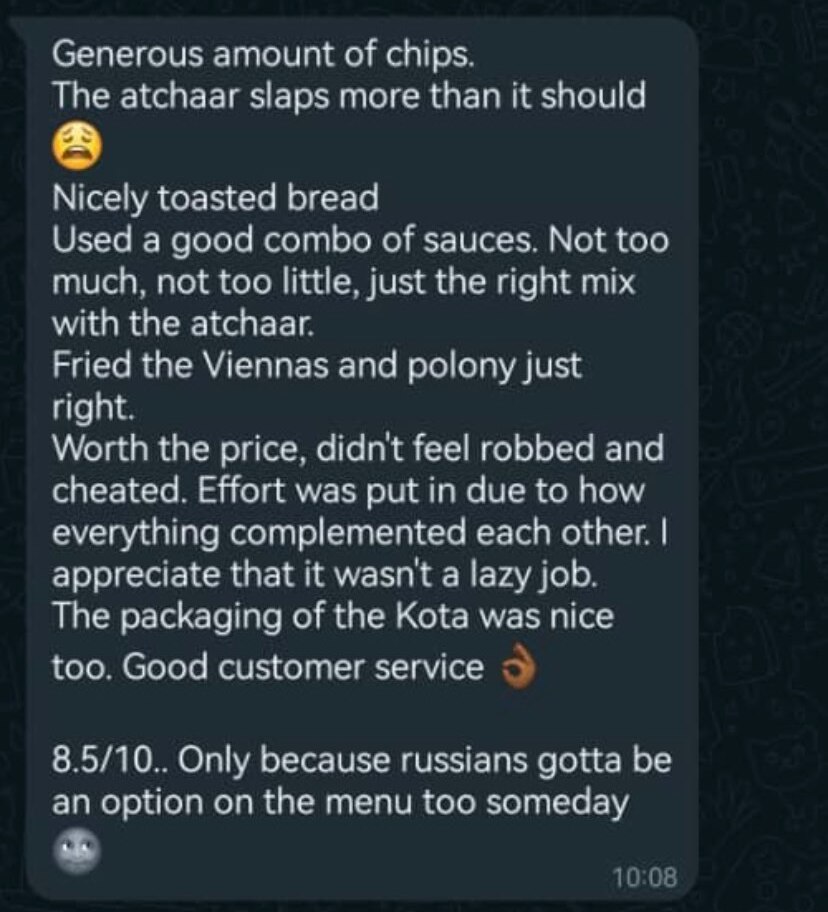 Generous amount of chips.
The atchaar slaps more than it should
😩
Nicely toasted bread
Used a good combo of sauces. Not too
much, not too little, just the right mix
with the atchaar.
Fried the Viennas and polony just
right.
Worth the price, didn't feel robbed and
cheated. Effort was put in due to how
everything complemented each other. I
appreciate that it wasn't a lazy job.
The packaging of the Kota was nice
too. Good customer service 👌🏾

8.5/10.. Only because russians gotta be
an option on the menu too someday
🌚
10:08